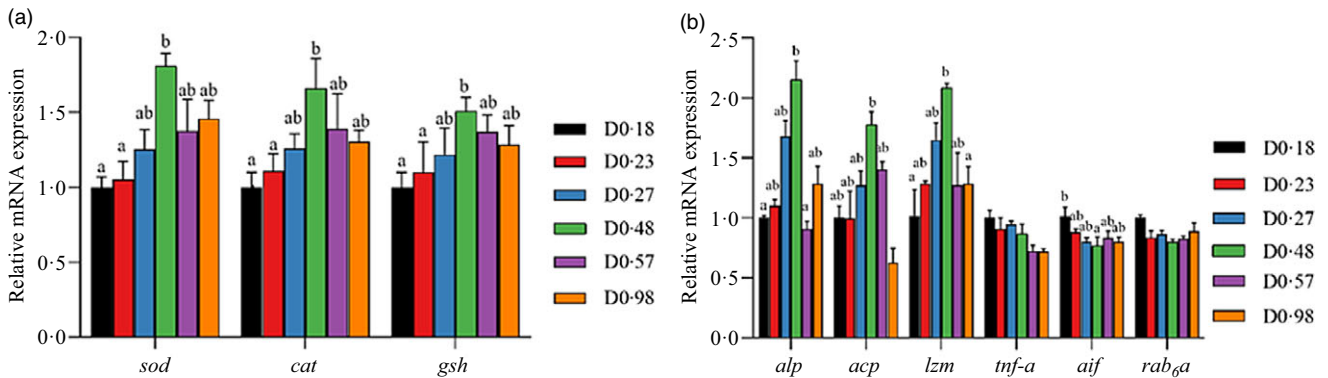 (a)
Relative mRNA expression
2·0
1·5
1·0
0·5
0·0
a a ab b ab ab
a a ab b ab ab
a a ab b ab ab
sod cat gsh
D0·18
D0·23
D0·27
D0·48
D0·57
D0·98
(b)
Relative mRNA expression
2·5
2·0
1·5
1·0
0·5
0·0
a ab ab b a ab
ab ab ab b ab
a ab ab b ab a
b ab ab a ab ab
alp acp lzm tnf-a aif rab6a
D0·18
D0·23
D0·27
D0·48
D0·57
D0·98